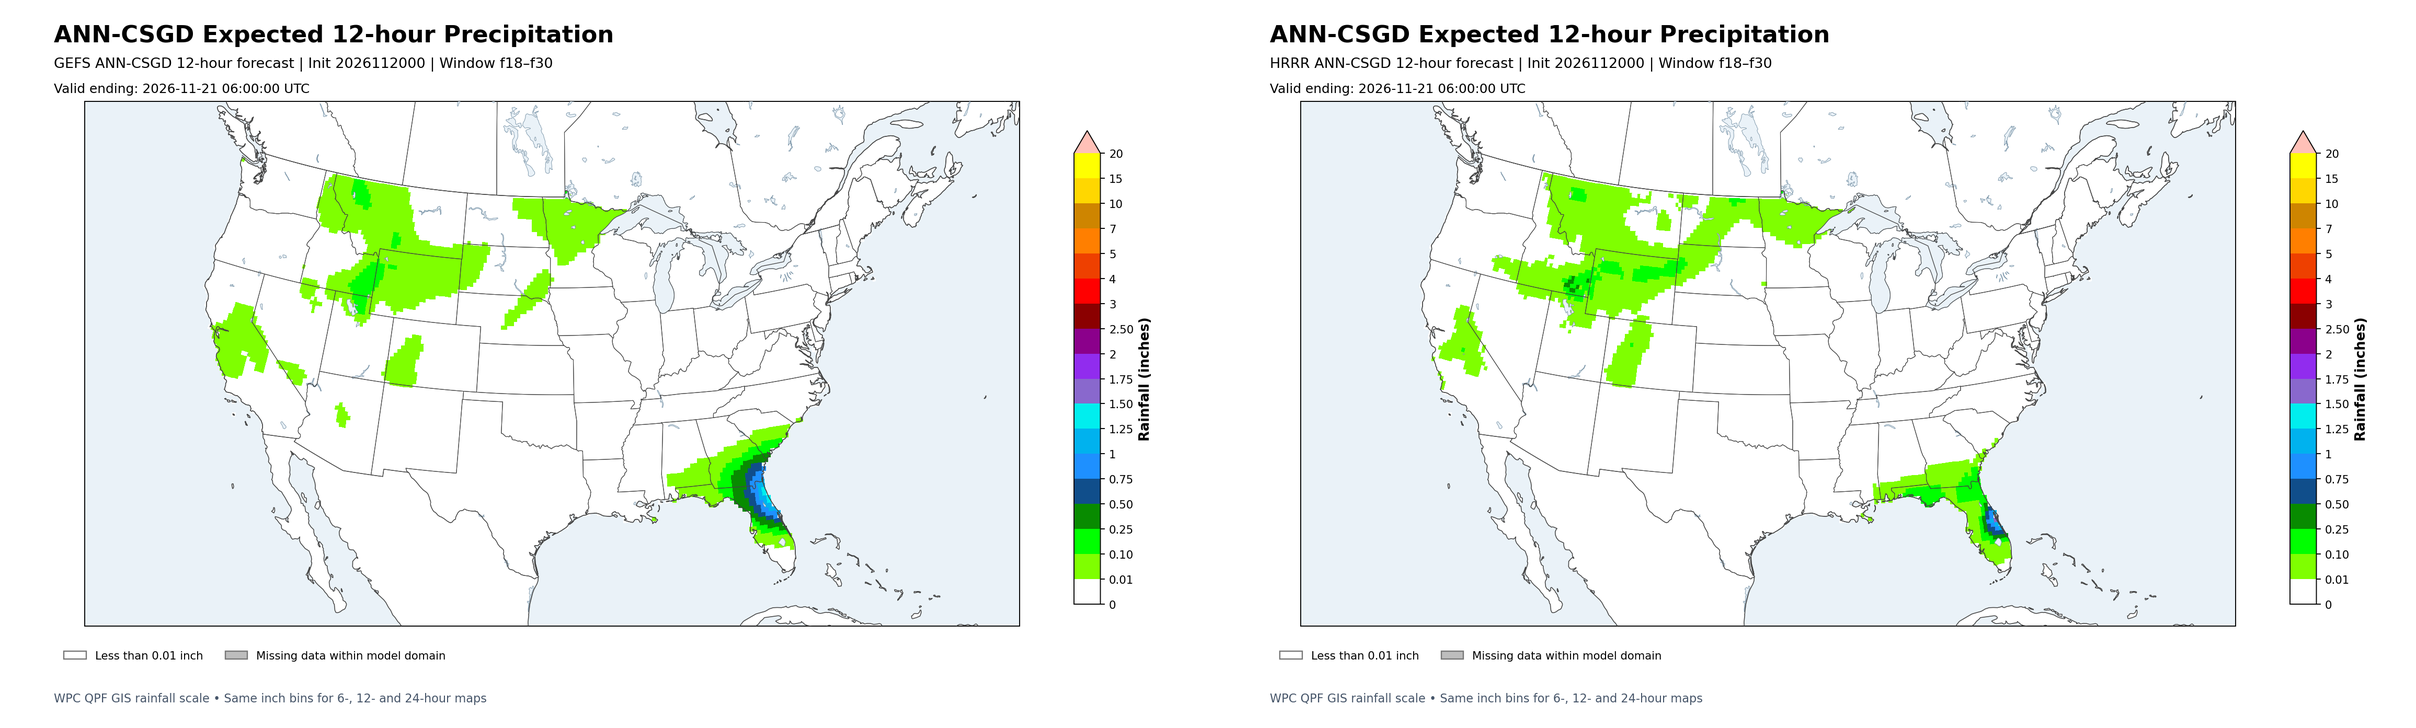 ANN-CSGD Expected 12-hour Precipitation
GEFS ANN-CSGD 12-hour forecast | Init 2026112000 | Window f18–f30
Valid ending: 2026-11-21 06:00:00 UTC
20
15
10
7
5
4
3
2.50
2
1.75
1.50
1.25
1
0.75
0.50
0.25
0.10
0.01
0
Rainfall (inches)
Less than 0.01 inch
Missing data within model domain
WPC QPF GIS rainfall scale • Same inch bins for 6-, 12- and 24-hour maps
ANN-CSGD Expected 12-hour Precipitation
HRRR ANN-CSGD 12-hour forecast | Init 2026112000 | Window f18–f30
Valid ending: 2026-11-21 06:00:00 UTC
20
15
10
7
5
4
3
2.50
2
1.75
1.50
1.25
1
0.75
0.50
0.25
0.10
0.01
0
Rainfall (inches)
Less than 0.01 inch
Missing data within model domain
WPC QPF GIS rainfall scale • Same inch bins for 6-, 12- and 24-hour maps